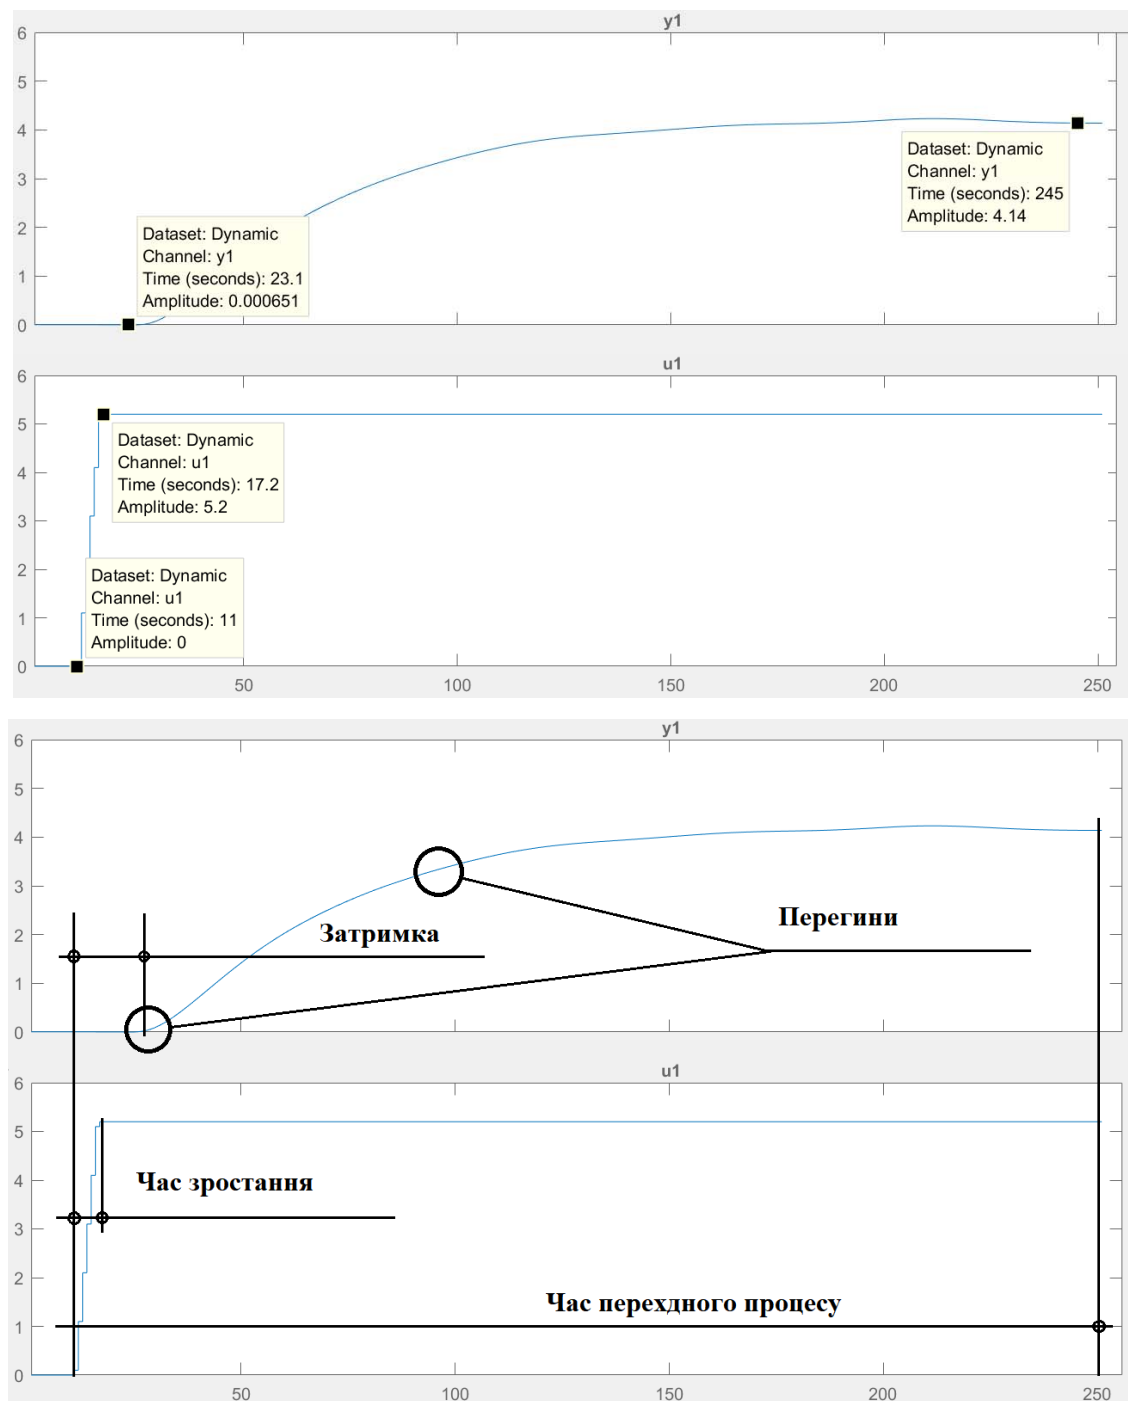 y1
6
5
4
3
2
1
0
Dataset: Dynamic
Channel: y1
Time (seconds): 23.1
Amplitude: 0.000651
Dataset: Dynamic
Channel: y1
Time (seconds): 245
Amplitude: 4.14
u1
6
5
4
3
2
1
0
Dataset: Dynamic
Channel: u1
Time (seconds): 17.2
Amplitude: 5.2
Dataset: Dynamic
Channel: u1
Time (seconds): 11
Amplitude: 0
50 100 150 200 250
y1
6
5
4
3
2
1
0
Перегини
Затримка
u1
6
5
4
3
2
1
0
Час зростання
Час перехдного процесу
50 100 150 200 250